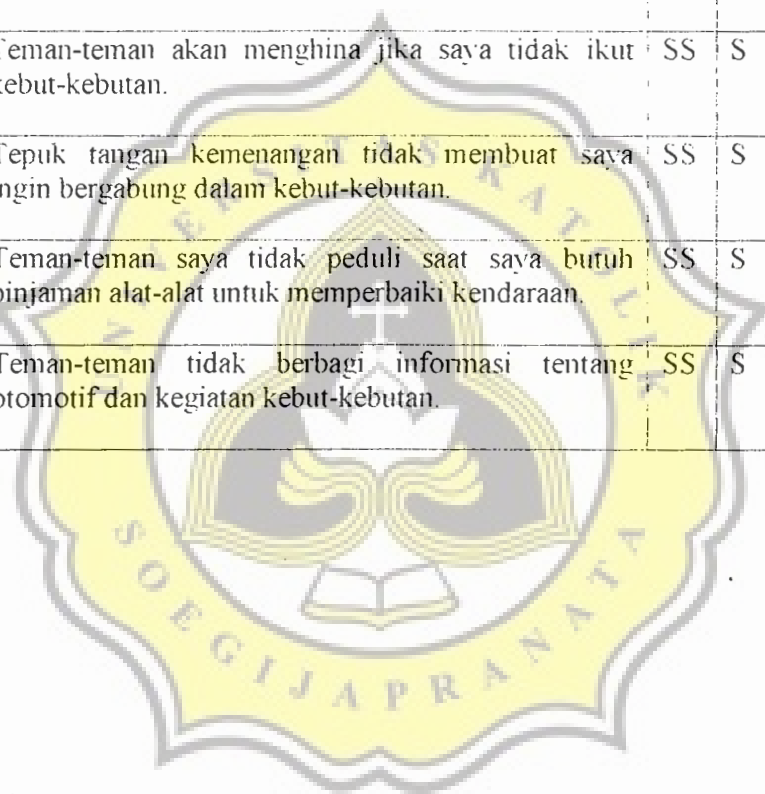 Teman-teman akan menghina jika saya tidak ikut SS S
kebut-kebutan.
Tepuk tangan kemenangan tidak membuat saya SS S
ingin bergabung dalam kebut-kebutan.
Teman-teman saya tidak peduli saat saya butuh SS S
pinjaman alat-alat untuk memperbaiki kendaraan.
Teman-teman tidak berbagi informasi tentang SS S
otomotif dan kegiatan kebut-kebutan.
UNIVERSITAS KATOLIK
SOEGIJAPRANATA